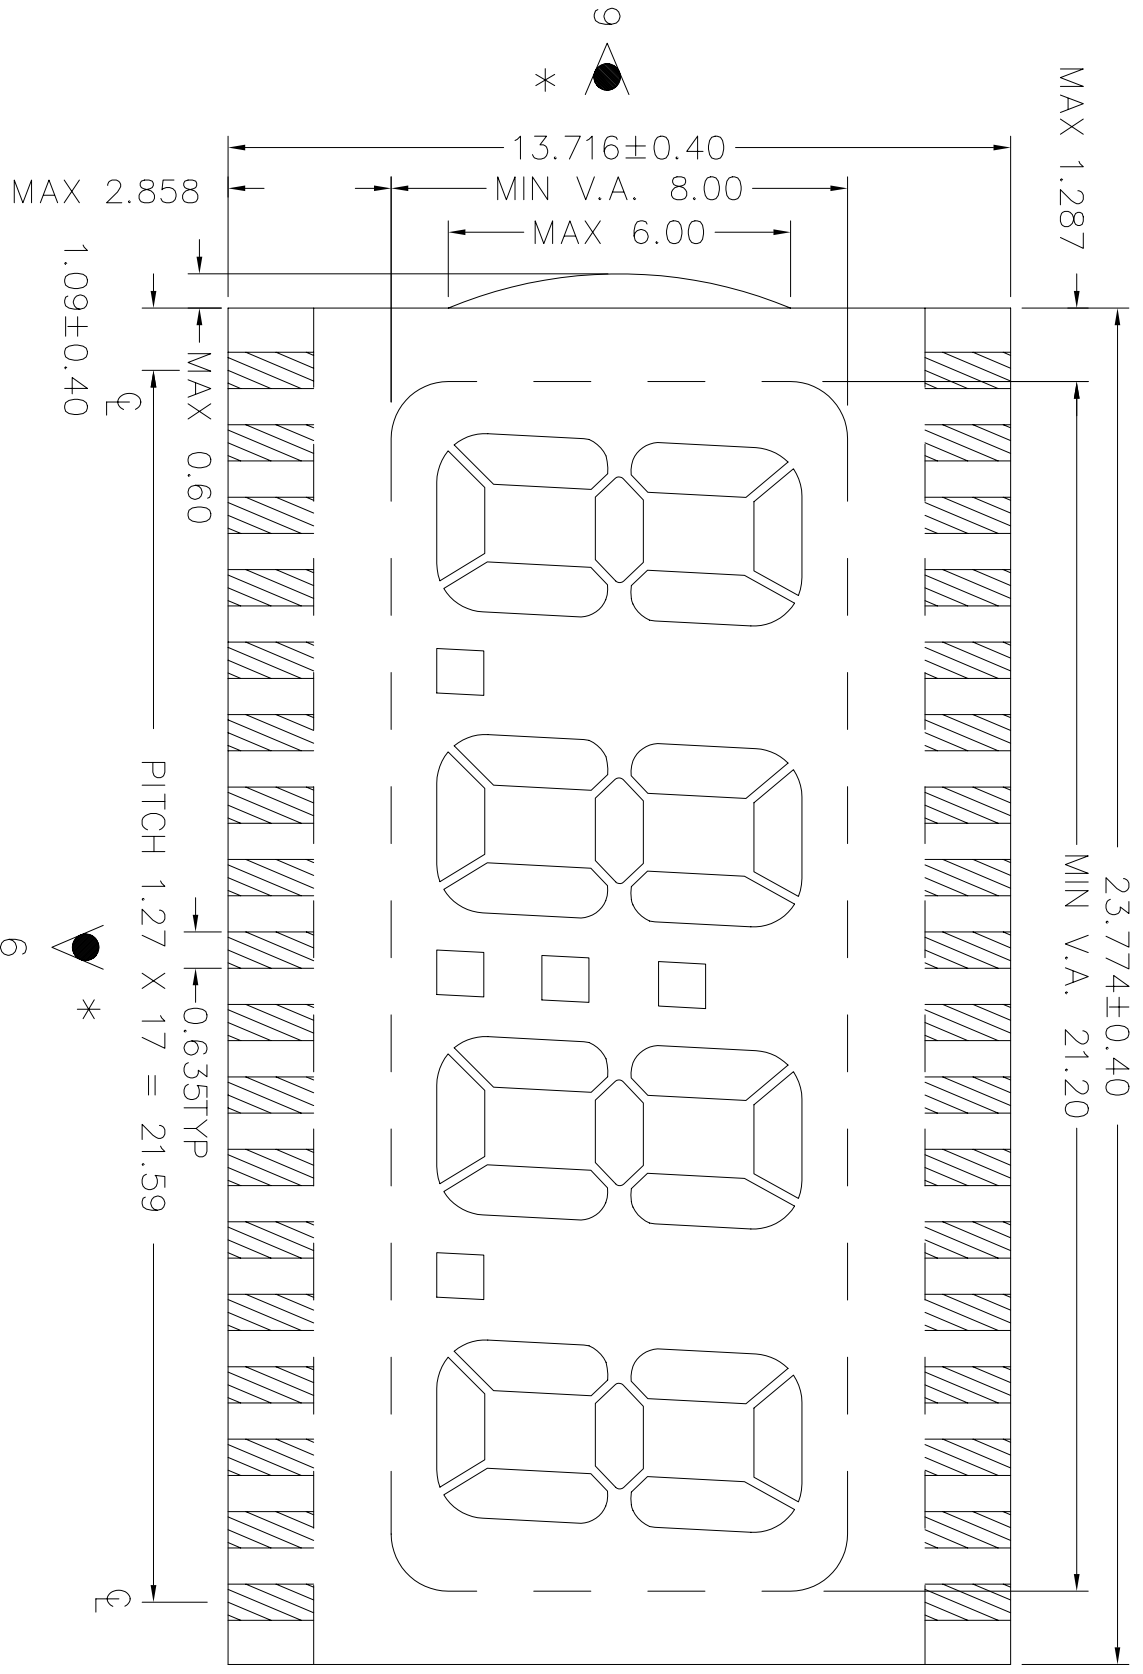 9
*
13.716±0.40
MIN V.A. 8.00
MAX 6.00
MAX 2.858
MAX 1.287
1.09±0.40
℄
MAX 0.60
23.774±0.40
MIN V.A. 21.20
PITCH 1.27 X 17 = 21.59
0.635TYP
6
*
℄